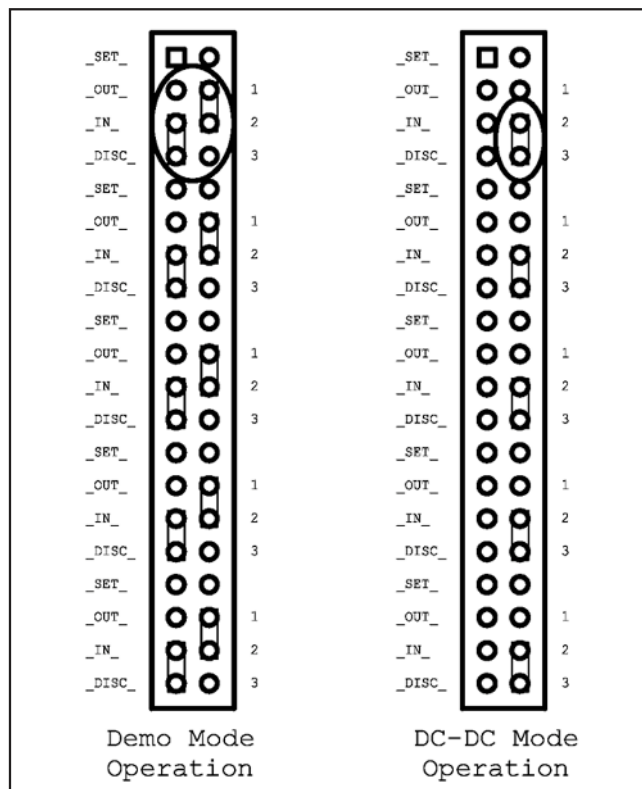 _SET_ _SET_
_OUT_ 1 _OUT_ 1
_IN_ 2 _IN_ 2
_DISC_ 3 _DISC_ 3
_SET_ _SET_
_OUT_ 1 _OUT_ 1
_IN_ 2 _IN_ 2
_DISC_ 3 _DISC_ 3
_SET_ _SET_
_OUT_ 1 _OUT_ 1
_IN_ 2 _IN_ 2
_DISC_ 3 _DISC_ 3
_SET_ _SET_
_OUT_ 1 _OUT_ 1
_IN_ 2 _IN_ 2
_DISC_ 3 _DISC_ 3
_SET_ _SET_
_OUT_ 1 _OUT_ 1
_IN_ 2 _IN_ 2
_DISC_ 3 _DISC_ 3
Demo Mode DC-DC Mode
Operation Operation